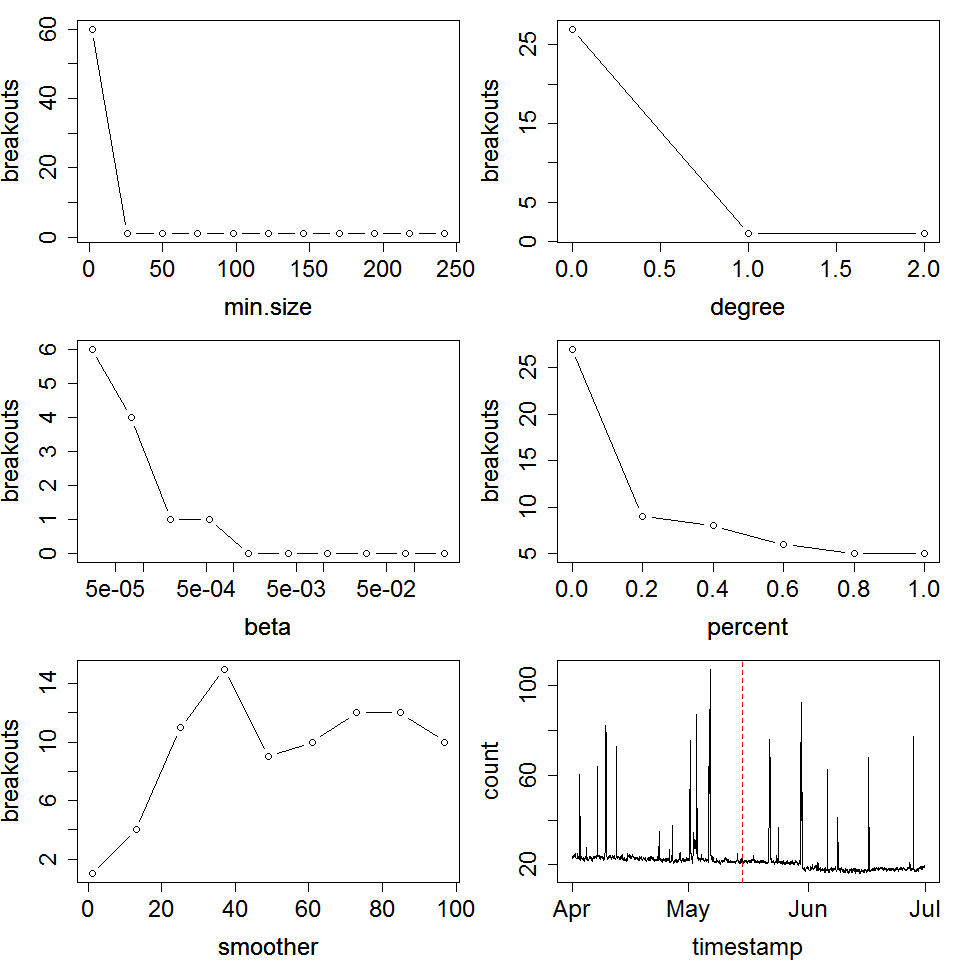 breakouts
0 20 40 60
0 50 100 150 200 250
min.size
breakouts
0 5 15 25
0.0 0.5 1.0 1.5 2.0
degree
breakouts
0 1 2 3 4 5 6
5e-05 5e-04 5e-03 5e-02
beta
breakouts
5 10 15 20 25
0.0 0.2 0.4 0.6 0.8 1.0
percent
breakouts
2 6 10 14
0 20 40 60 80 100
smoother
count
20 60 100
Apr May Jun Jul
timestamp